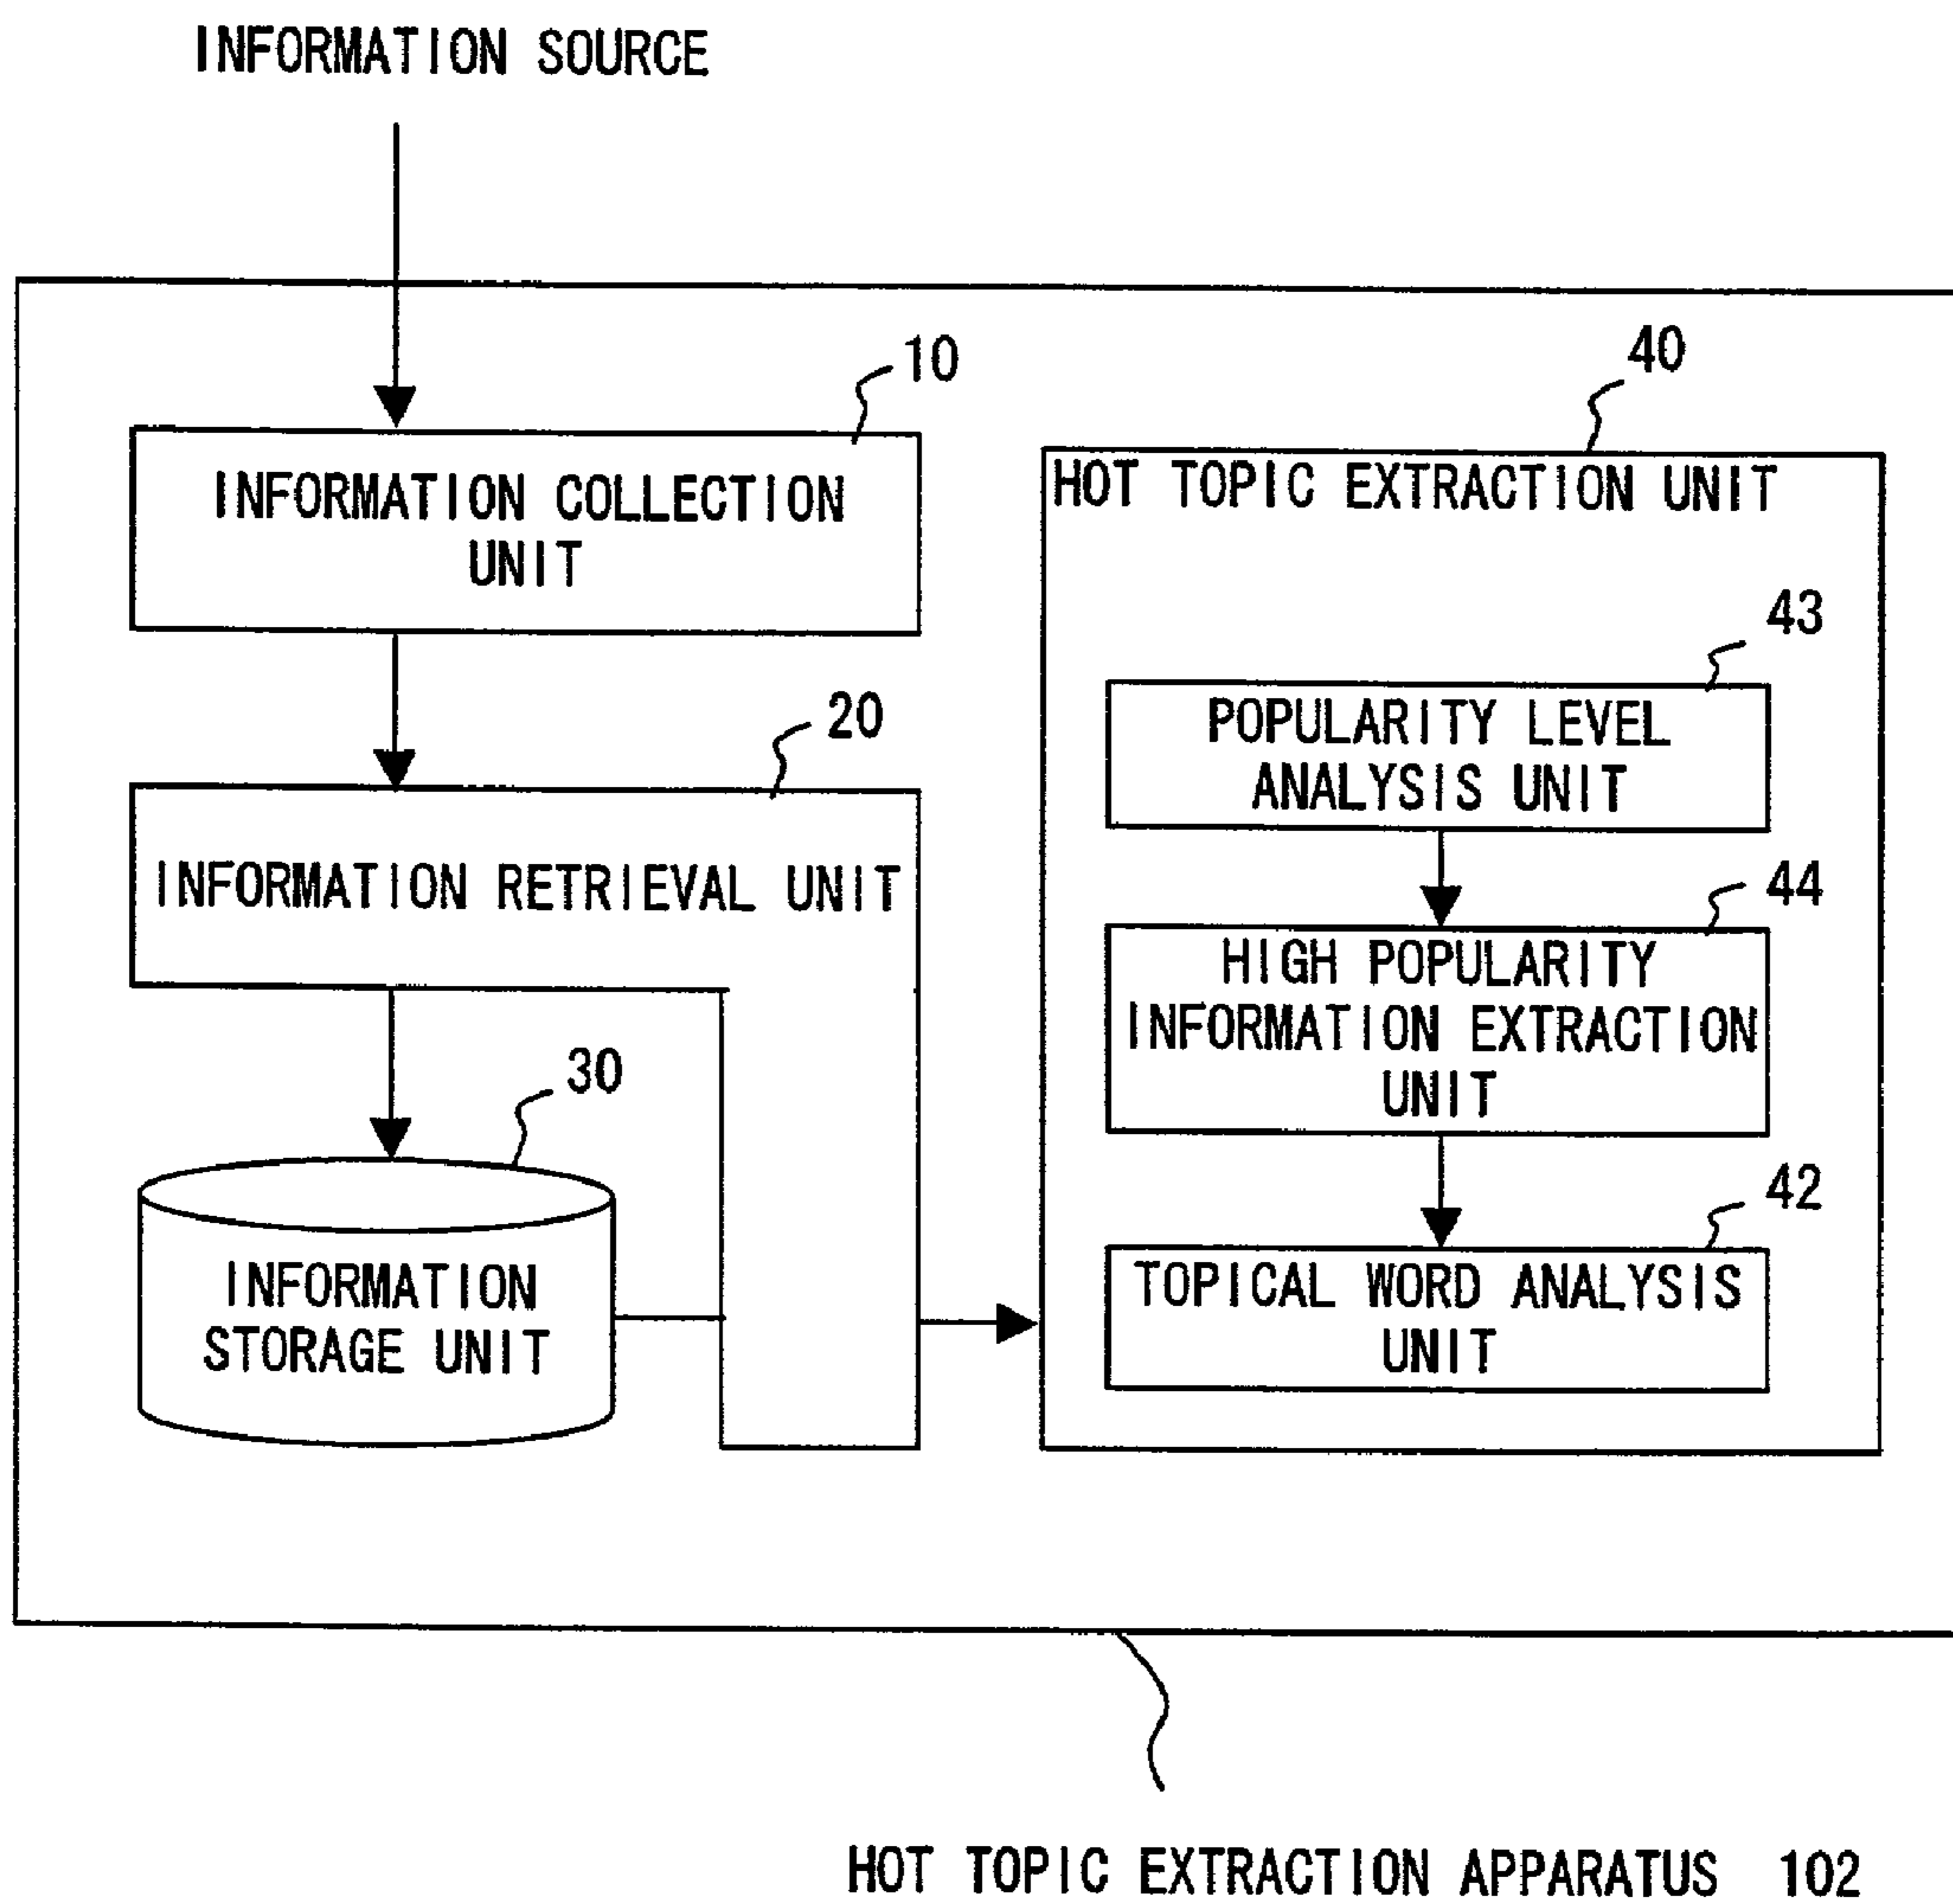 INFORMATION SOURCE
10
INFORMATION COLLECTION
UNIT
20
INFORMATION RETRIEVAL UNIT
30
INFORMATION
STORAGE UNIT
40
HOT TOPIC EXTRACTION UNIT
43
POPULARITY LEVEL
ANALYSIS UNIT
44
HIGH POPULARITY
INFORMATION EXTRACTION
UNIT
42
TOPICAL WORD ANALYSIS
UNIT
HOT TOPIC EXTRACTION APPARATUS 102